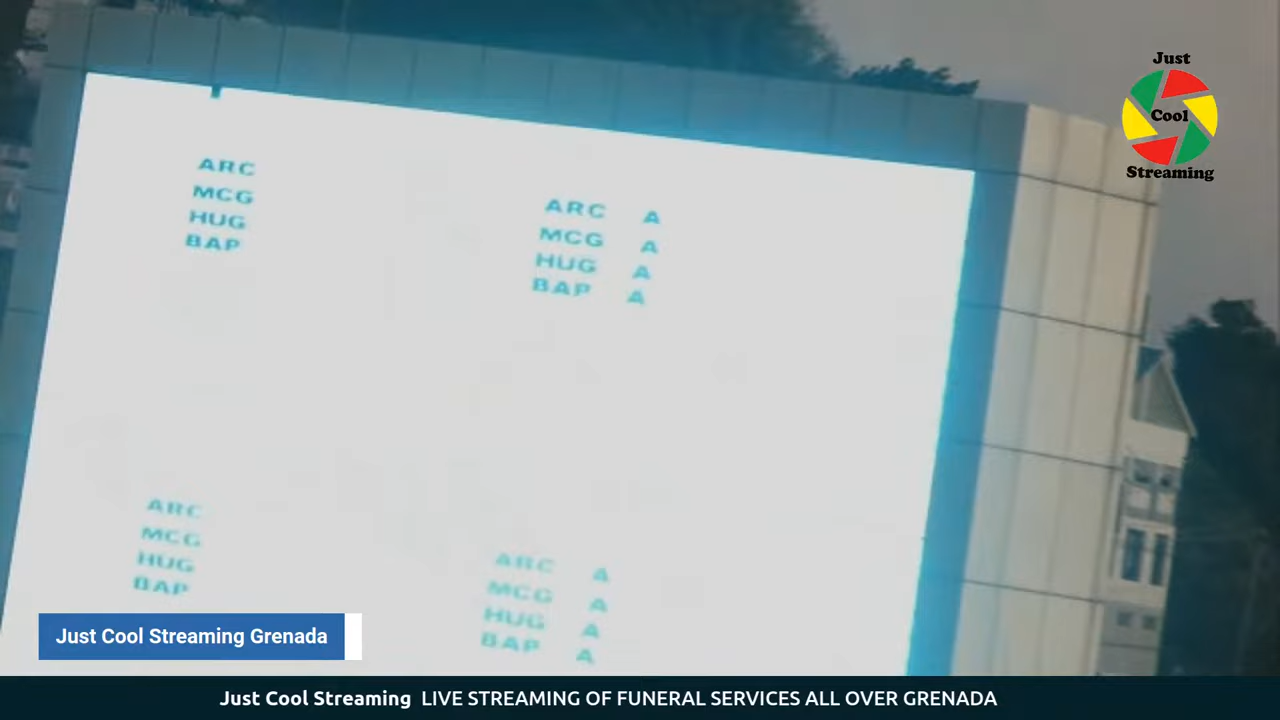 Just
Cool
Streaming
ARC
MCG
HUG
BAP
ARC A
MCG A
HUG A
BAP A
ARC
MCG
HUG
BAP
ARC A
MCG A
HUG A
BAP A
Just Cool Streaming Grenada
Just Cool Streaming LIVE STREAMING OF FUNERAL SERVICES ALL OVER GRENADA